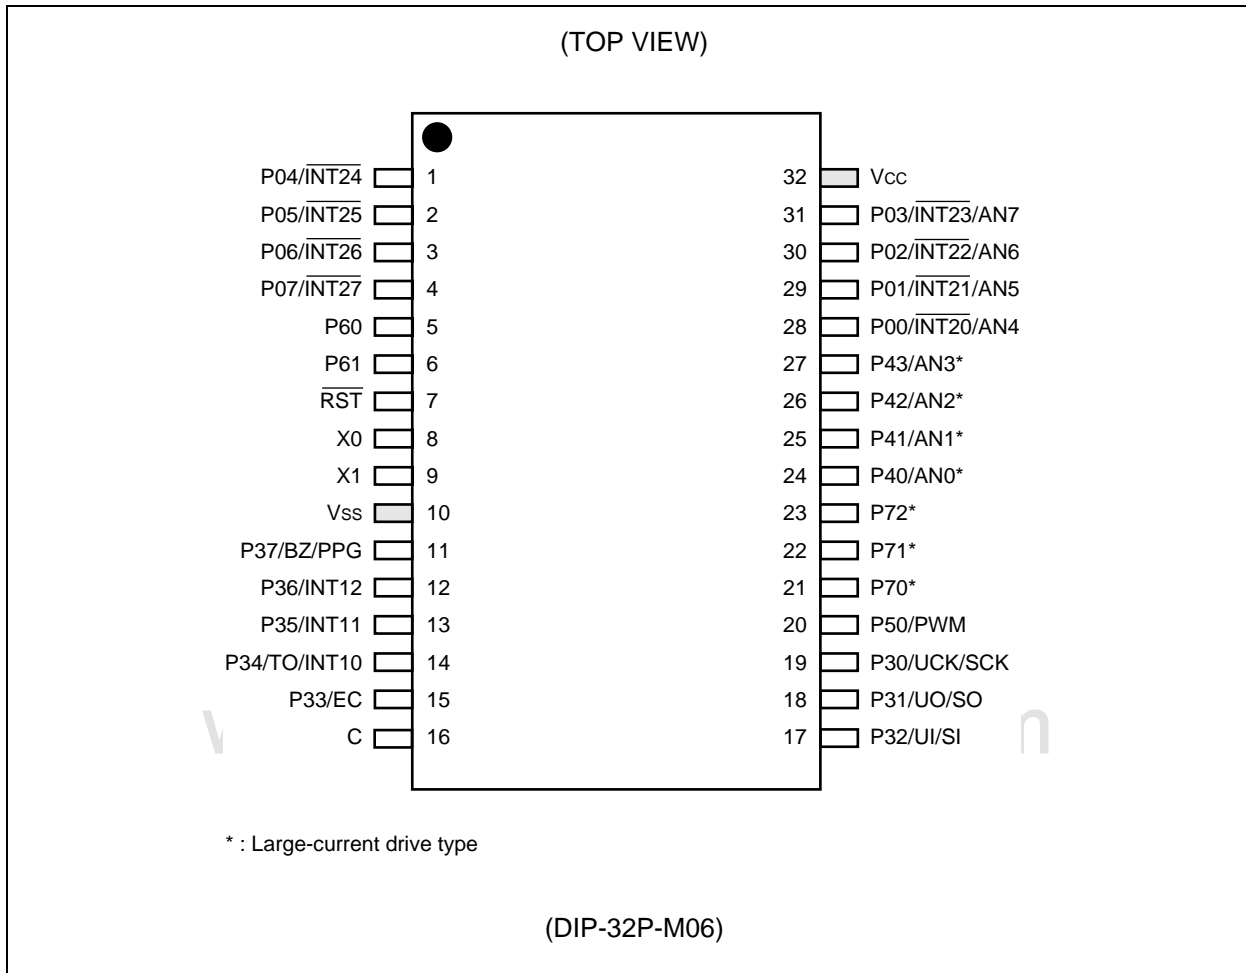 (TOP VIEW)
P04/INT24 1 32 Vcc
P05/INT25 2 31 P03/INT23/AN7
P06/INT26 3 30 P02/INT22/AN6
P07/INT27 4 29 P01/INT21/AN5
P60 5 28 P00/INT20/AN4
P61 6 27 P43/AN3*
RST 7 26 P42/AN2*
X0 8 25 P41/AN1*
X1 9 24 P40/AN0*
Vss 10 23 P72*
P37/BZ/PPG 11 22 P71*
P36/INT12 12 21 P70*
P35/INT11 13 20 P50/PWM
P34/TO/INT10 14 19 P30/UCK/SCK
P33/EC 15 18 P31/UO/SO
C 16 17 P32/UI/SI
* : Large-current drive type
(DIP-32P-M06)